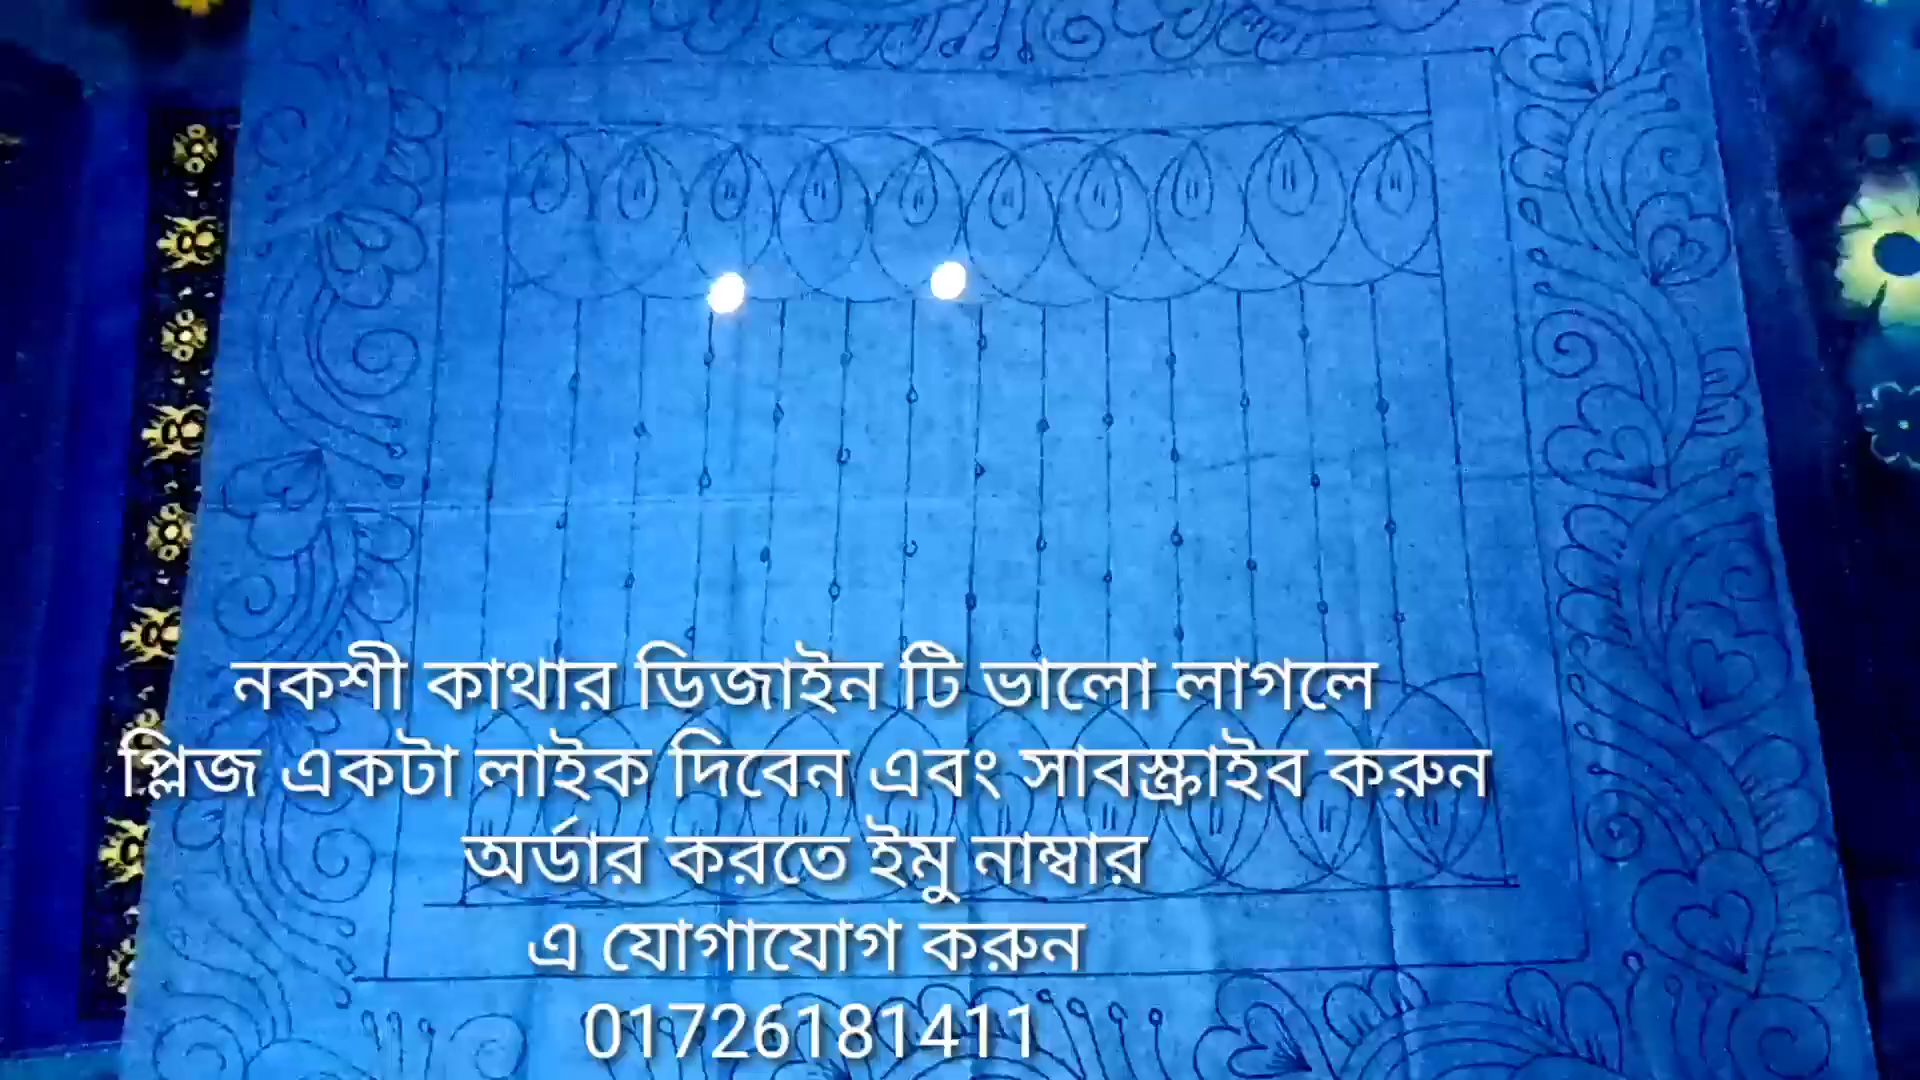 নকশী কাথার ডিজাইন টি ভালো লাগলে
প্লিজ একটা লাইক দিবেন এবং সাবস্ক্রাইব করুন
অর্ডার করতে ইমু নাম্বার
এ যোগাযোগ করুন
01726181411